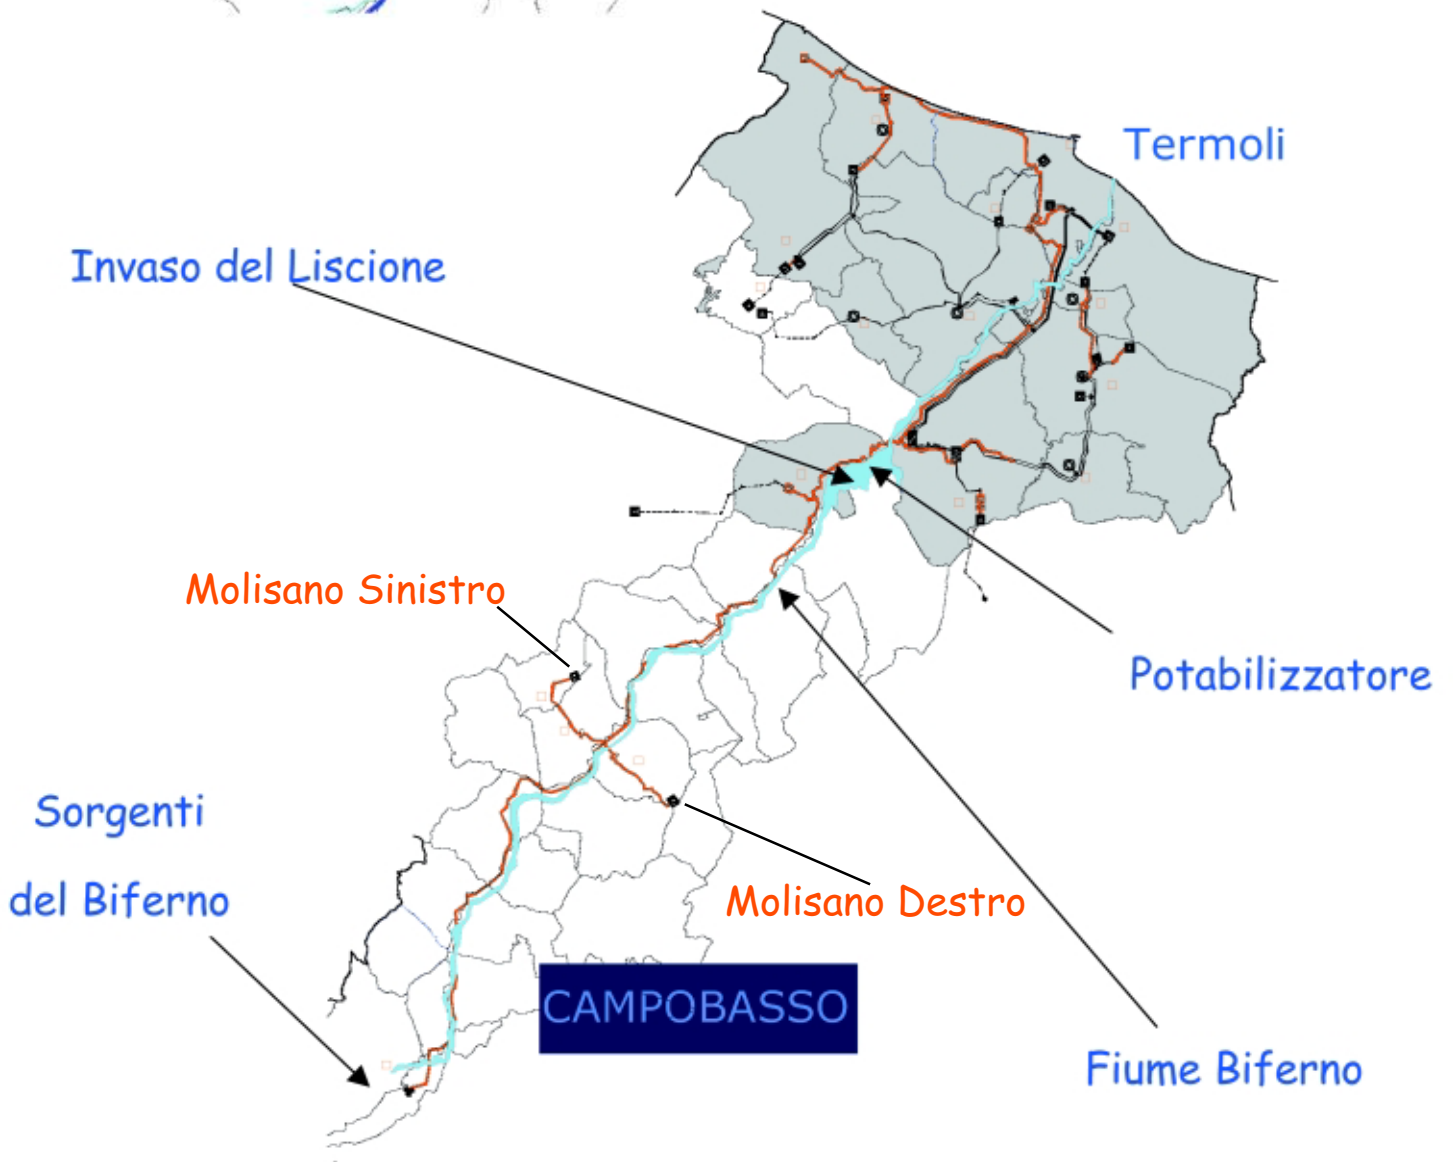 Termoli
Invaso del Liscione
Molisano Sinistro
Potabilizzatore
Sorgenti
del Biferno
Molisano Destro
CAMPOBASSO
Fiume Biferno